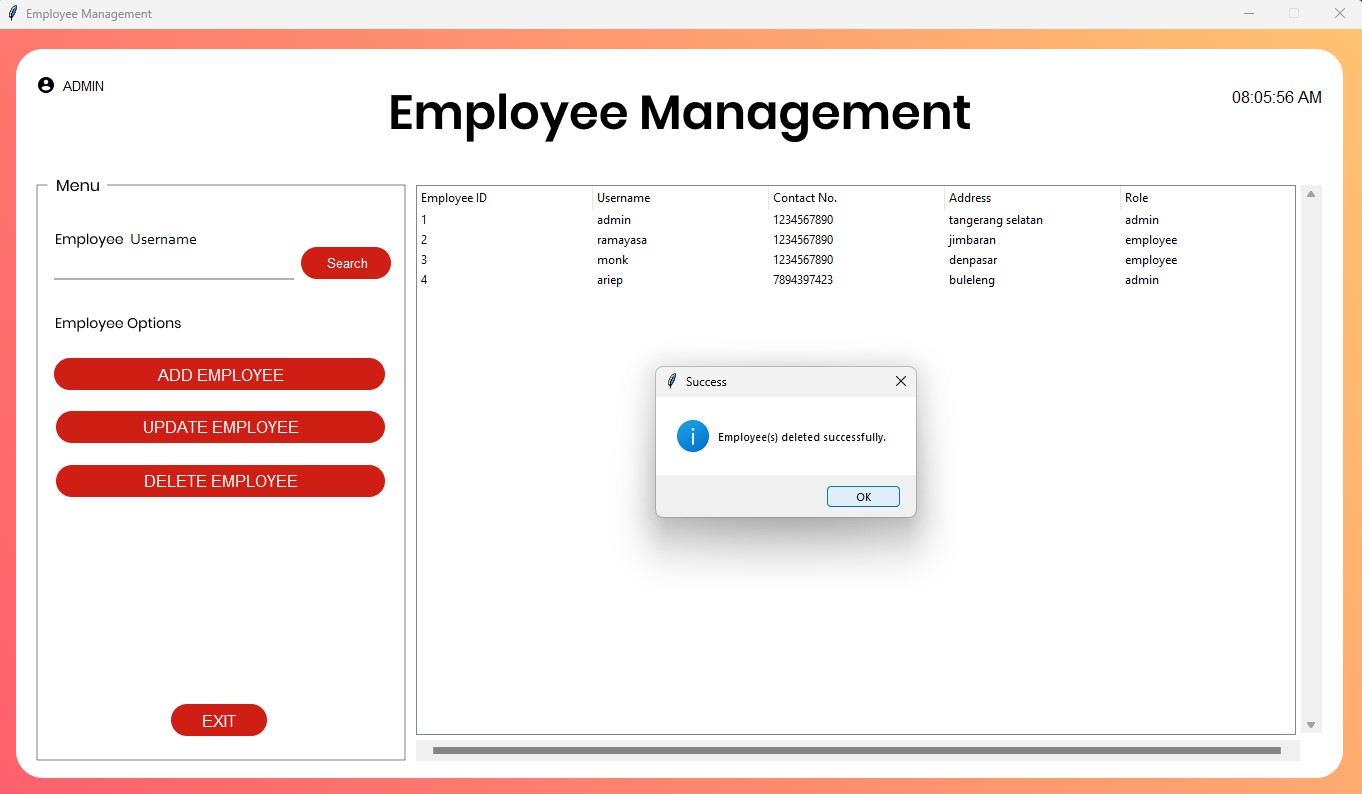 Employee Management
ADMIN
Employee Management
08:05:56 AM
Menu
Employee Username
Search
Employee Options
ADD EMPLOYEE
UPDATE EMPLOYEE
DELETE EMPLOYEE
EXIT
Employee ID Username Contact No. Address Role
1 admin 1234567890 tangerang selatan admin
2 ramayasa 1234567890 jimbaran employee
3 monk 1234567890 denpasar employee
4 ariep 7894397423 buleleng admin
Success
Employee(s) deleted successfully.
OK